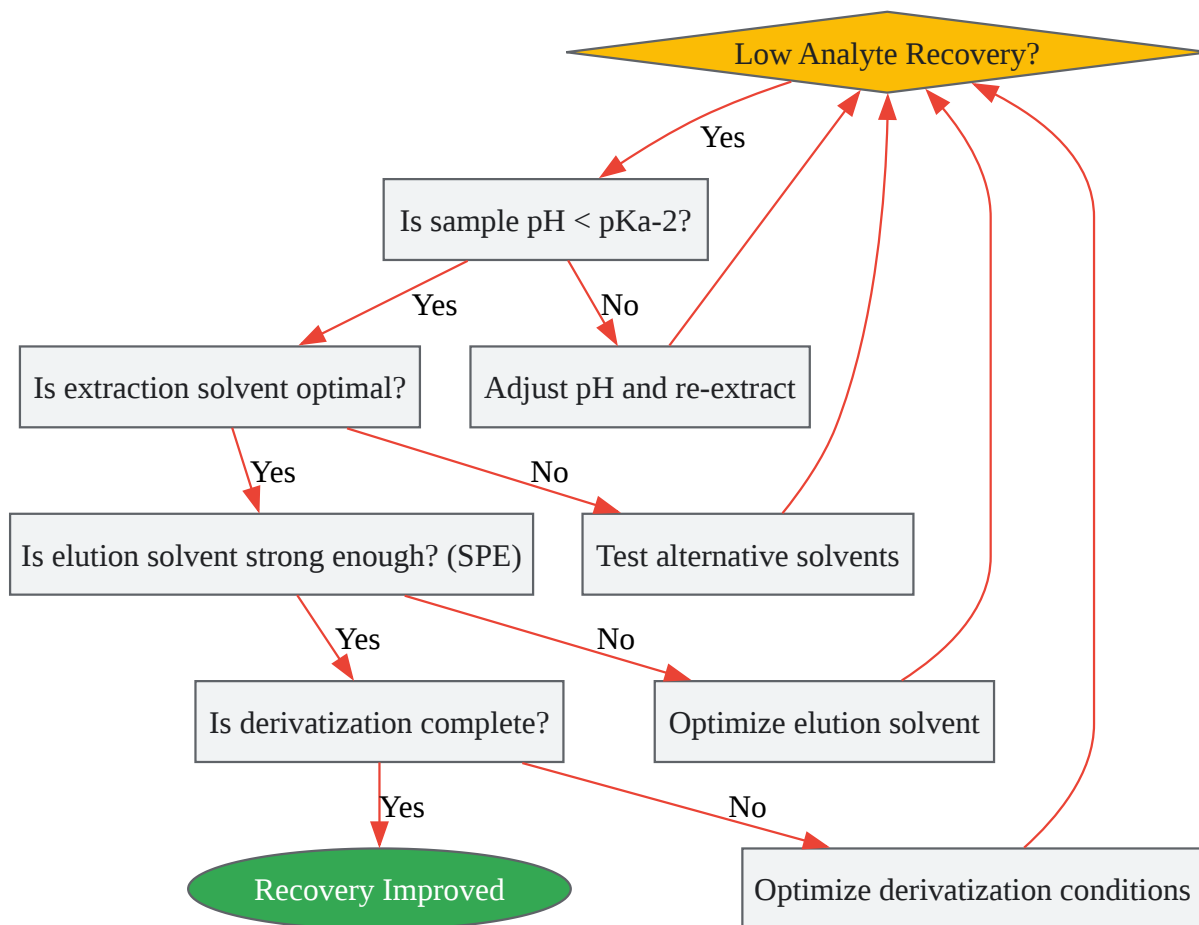 Low Analyte Recovery?
Yes
Is sample pH < pKa-2?
Yes
No
Is extraction solvent optimal?
Adjust pH and re-extract
Yes
No
Is elution solvent strong enough? (SPE)
Test alternative solvents
Yes
No
Is derivatization complete?
Optimize elution solvent
Yes
No
Recovery Improved
Optimize derivatization conditions